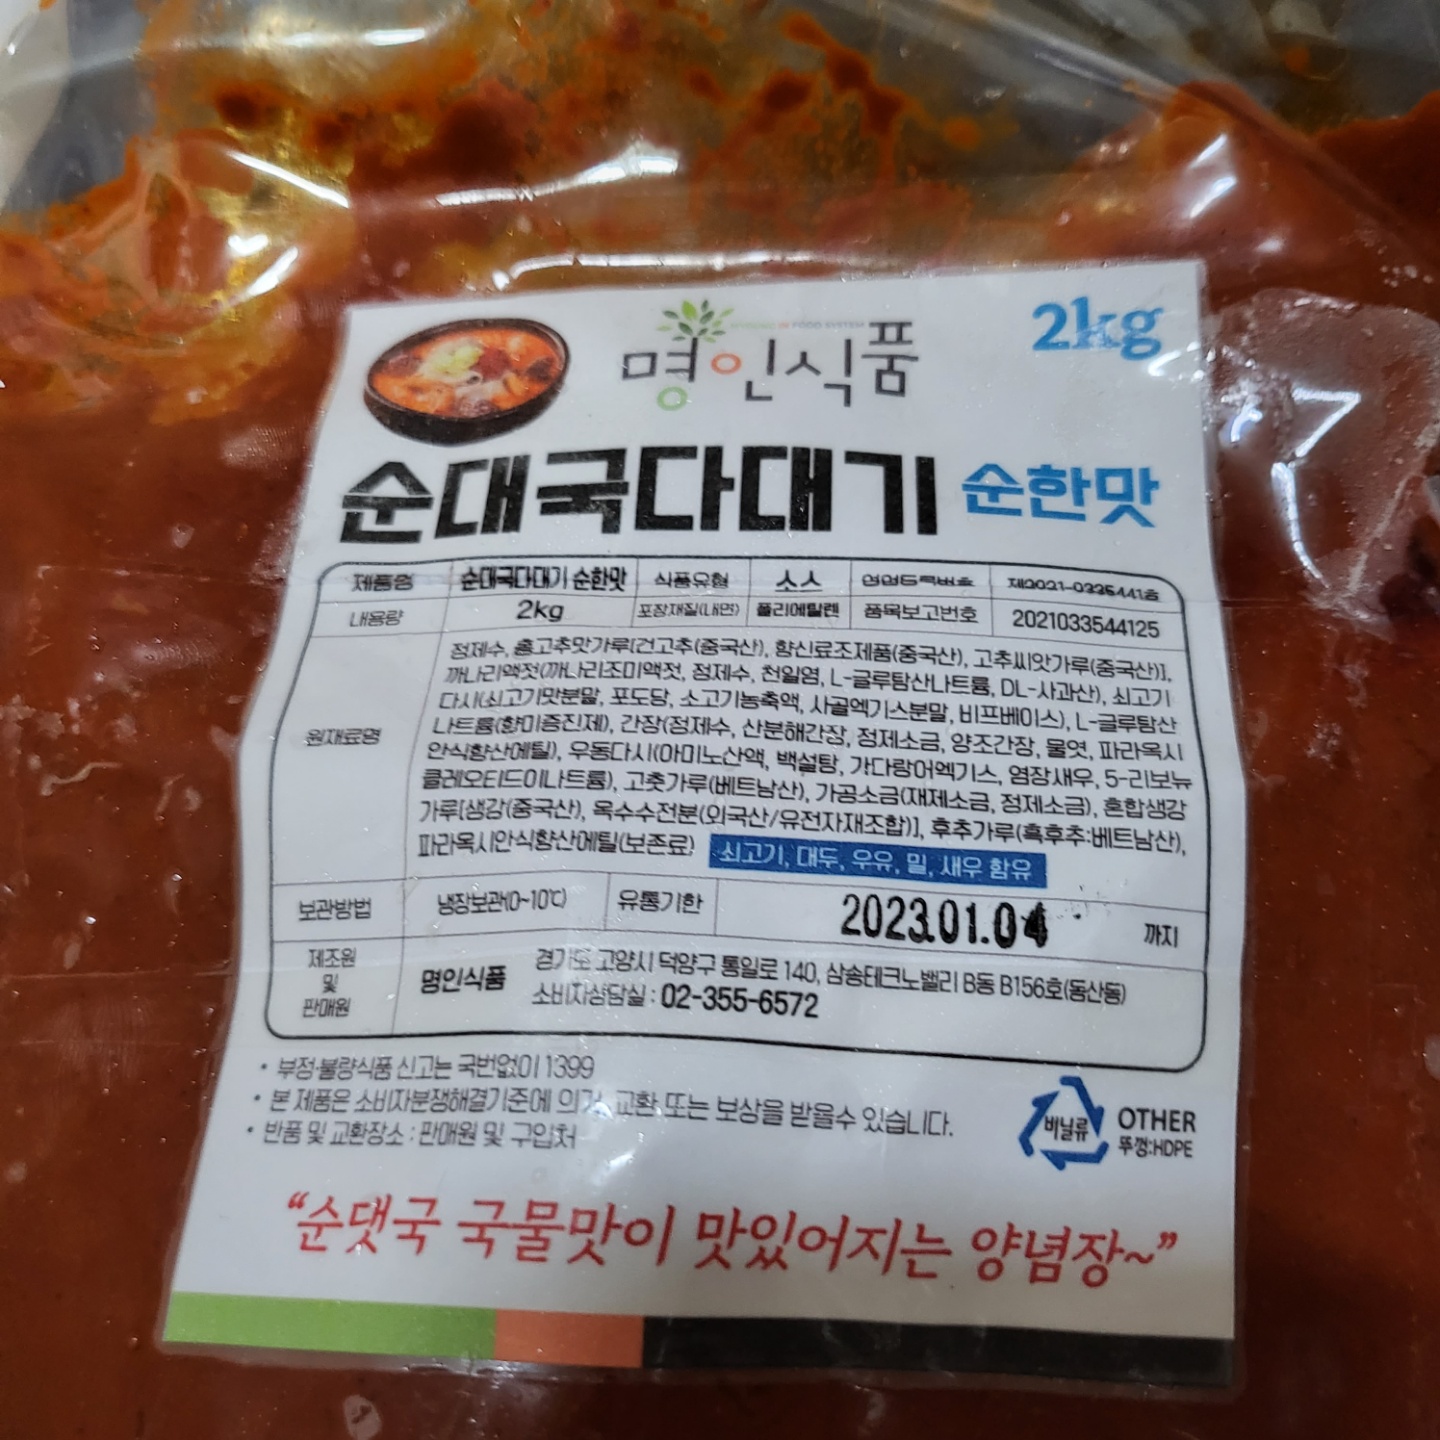 MYEONG IN FOOD SYSTEM
명인식품
2kg
순대국다대기 순한맛
제품명 순대국다대기 순한맛 식품유형 소스 영업등록번호 제2021-0335441호
내용량 2kg 포장재질(내면) 폴리에틸렌 품목보고번호 2021033544125
원재료명
정제수, 홍고추맛가루[건고추(중국산), 향신료조제품(중국산), 고추씨앗가루(중국산)],
까나리액젓(까나리조미액젓, 정제수, 천일염, L-글루탐산나트륨, DL-사과산), 쇠고기
다시(쇠고기맛분말, 포도당, 소고기농축액, 사골엑기스분말, 비프베이스), L-글루탐산
나트륨(향미증진제), 간장(정제수, 산분해간장, 정제소금, 양조간장, 물엿, 파라옥시
안식향산에틸), 우동다시(아미노산액, 백설탕, 가다랑어엑기스, 염장새우, 5-리보뉴
클레오티드이나트륨), 고춧가루(베트남산), 가공소금(재제소금, 정제소금), 혼합생강
가루[생강(중국산), 옥수수전분(외국산/유전자재조합)], 후추가루(흑후추:베트남산),
파라옥시안식향산에틸(보존료) 쇠고기, 대두, 우유, 밀, 새우 함유
보관방법 냉장보관(0~10℃) 유통기한 2023.01.04 까지
제조원
및
판매원
명인식품
경기도 고양시 덕양구 통일로 140, 삼송테크노밸리 B동 B156호(동산동)
소비자상담실 : 02-355-6572
• 부정·불량식품 신고는 국번없이 1399
• 본 제품은 소비자분쟁해결기준에 의거, 교환 또는 보상을 받을수 있습니다.
• 반품 및 교환장소 : 판매원 및 구입처
비닐류
OTHER
뚜껑:HDPE
“순댓국 국물맛이 맛있어지는 양념장~”